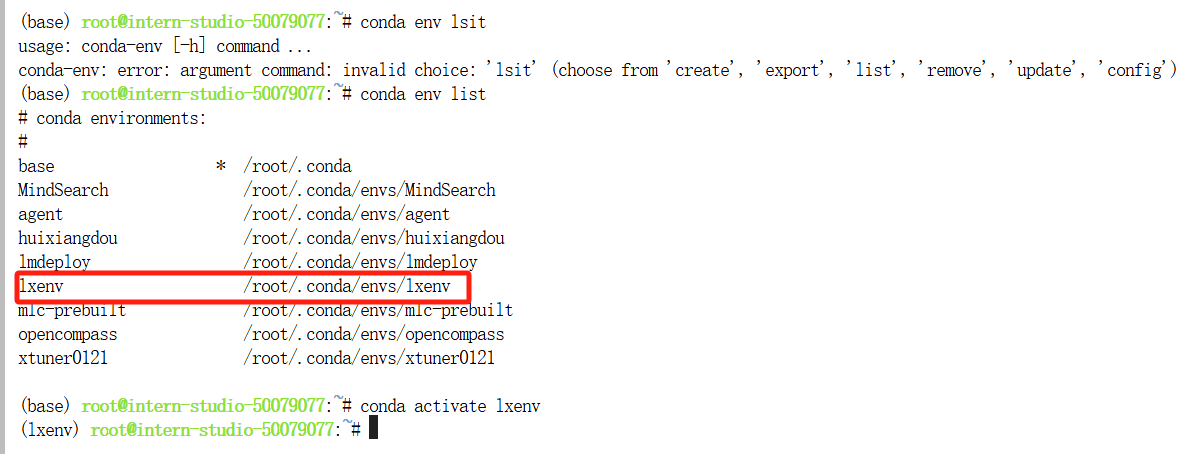 (base) root@intern-studio-50079077:~# conda env lsit
usage: conda-env [-h] command ...
conda-env: error: argument command: invalid choice: 'lsit' (choose from 'create', 'export', 'list', 'remove', 'update', 'config')
(base) root@intern-studio-50079077:~# conda env list
# conda environments:
#
base                  *  /root/.conda
MindSearch               /root/.conda/envs/MindSearch
agent                    /root/.conda/envs/agent
huixiangdou              /root/.conda/envs/huixiangdou
lmdeploy                 /root/.conda/envs/lmdeploy
lxenv                    /root/.conda/envs/lxenv
mlc-prebuilt             /root/.conda/envs/mlc-prebuilt
opencompass              /root/.conda/envs/opencompass
xtuner0121               /root/.conda/envs/xtuner0121
(base) root@intern-studio-50079077:~# conda activate lxenv
(lxenv) root@intern-studio-50079077:~#